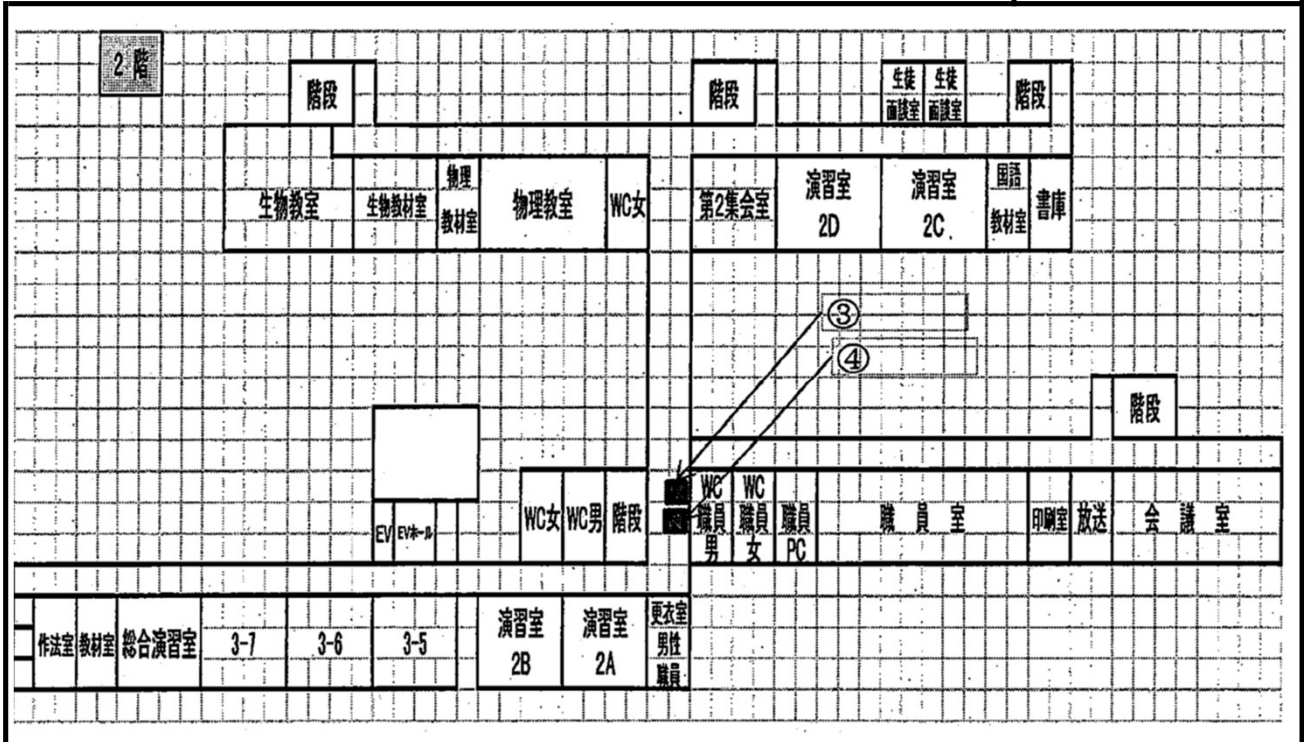 2 階
階段
階段
生徒
面談室
生徒
面談室
階段
生物教室
生物教材室
物理
教材室
物理教室
WC女
第2集会室
演習室
2D
演習室
2C
国語
教材室
書庫
③
④
階段
EV
EVホール
WC女
WC男
階段
WC
職員
男
WC
職員
女
職員
PC
職員室
印刷室
放送
会議室
作法室
教材室
総合演習室
3-7
3-6
3-5
演習室
2B
演習室
2A
更衣室
男性
職員